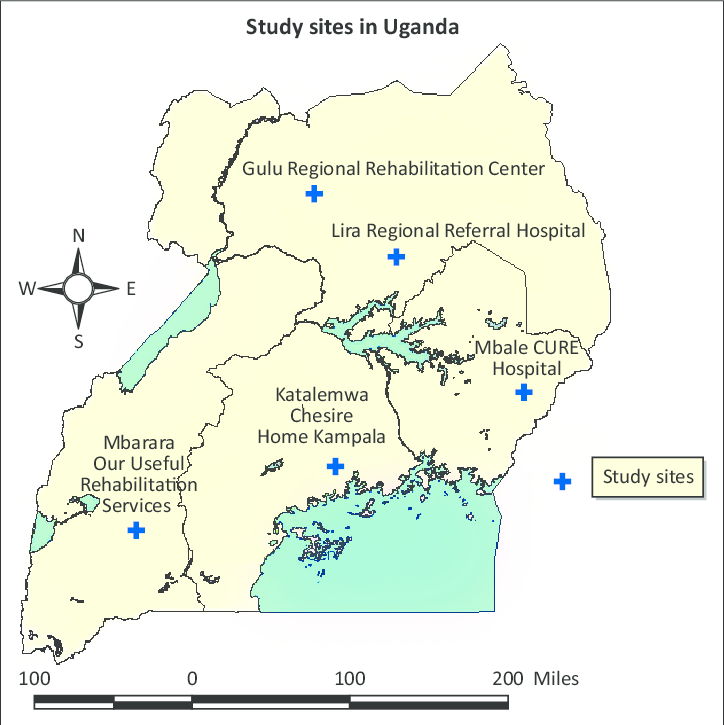 Study sites in Uganda
Gulu Regional Rehabilitation Center
Lira Regional Referral Hospital
N
W
E
S
Mbale CURE
Hospital
Katalemwa
Chesire
Home Kampala
Mbarara
Our Useful
Rehabilitation
Services
Study sites
100
0
100
200 Miles